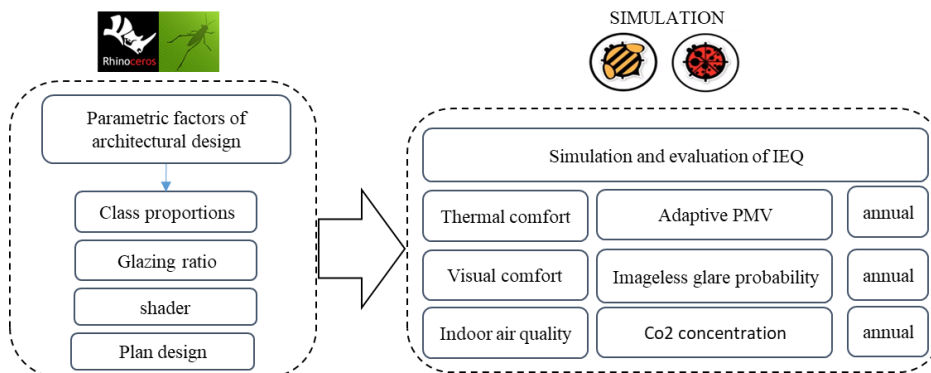 Rhinoceros
Parametric factors of
architectural design
Class proportions
Glazing ratio
shader
Plan design
SIMULATION
Simulation and evaluation of IEQ
Thermal comfort
Adaptive PMV
annual
Visual comfort
Imageless glare probability
annual
Indoor air quality
Co2 concentration
annual